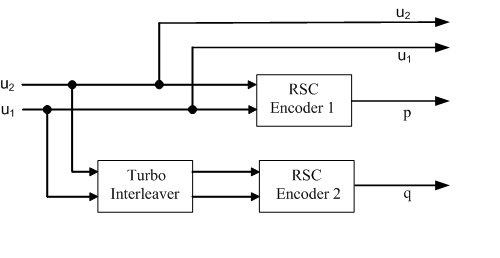 u2
u1
u2
u1
RSC
Encoder 1
p
Turbo
Interleaver
RSC
Encoder 2
q